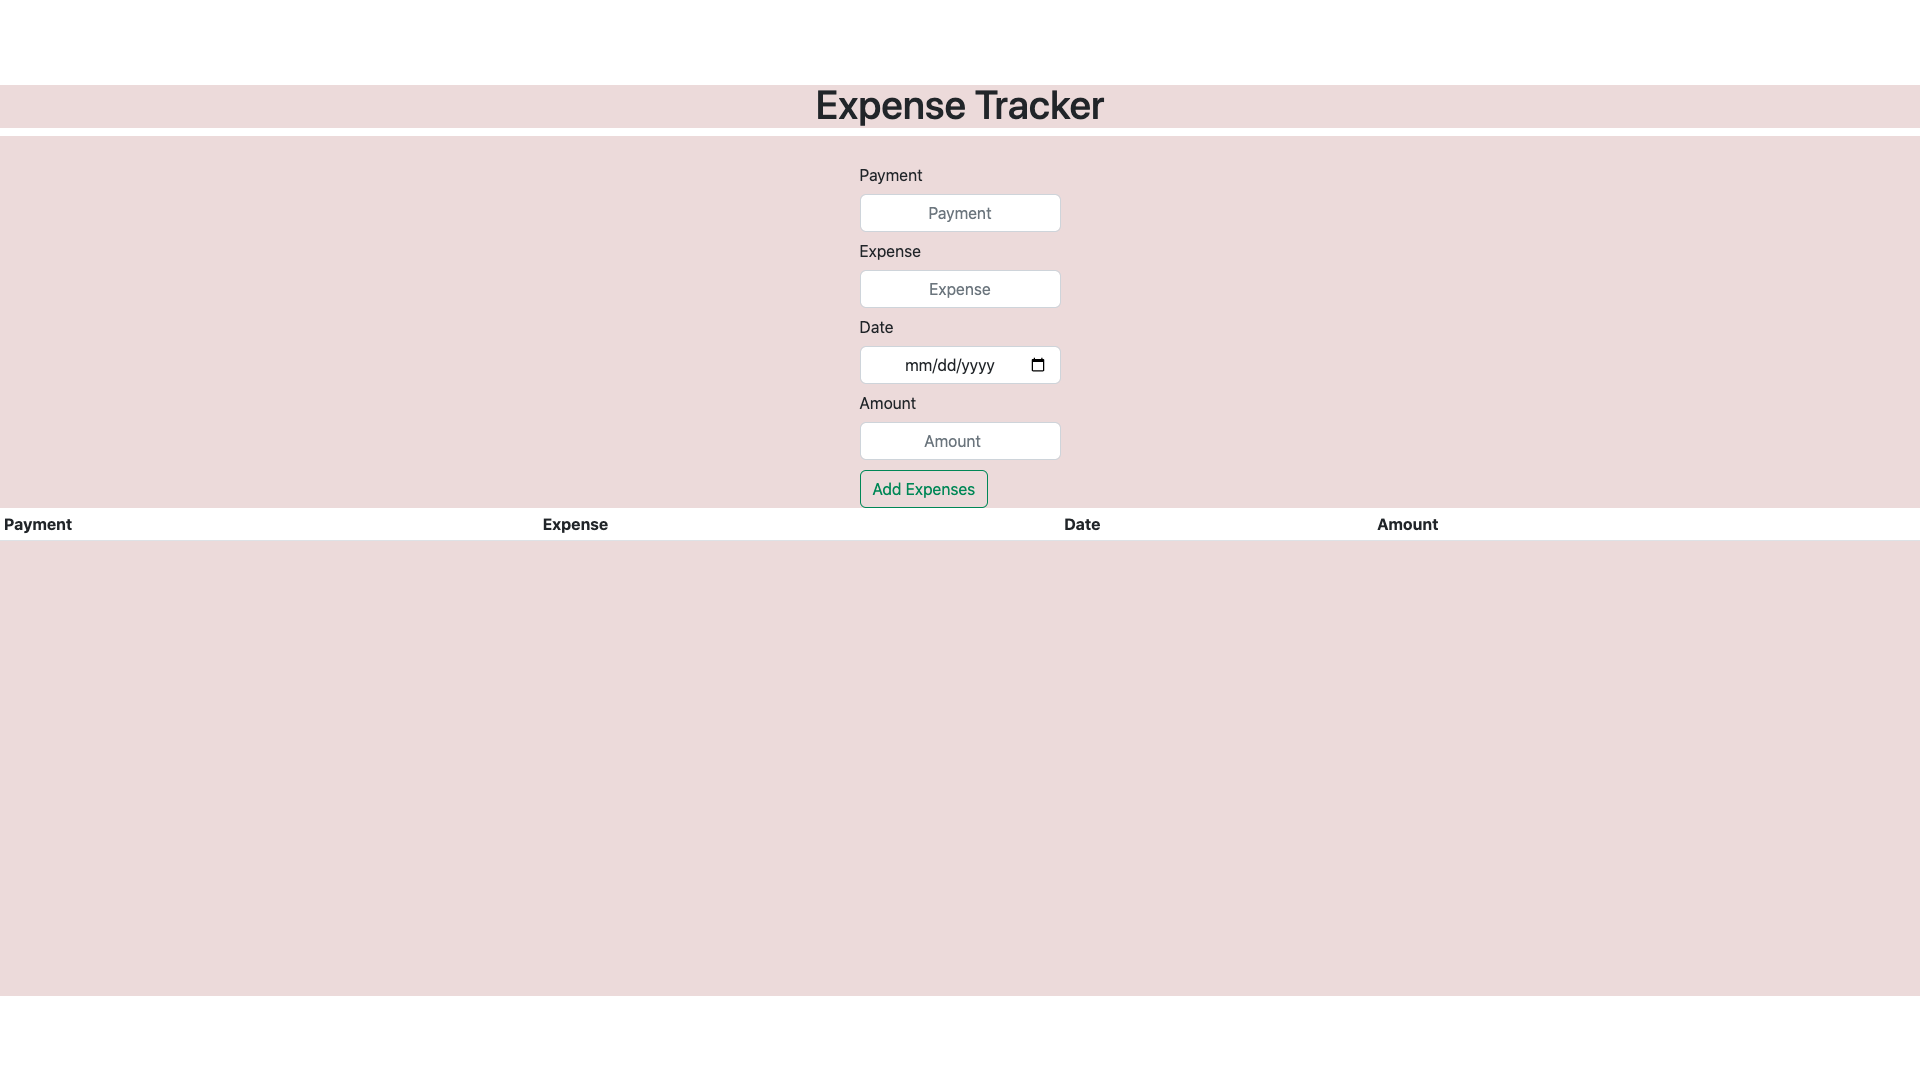 Expense Tracker
Payment
Payment
Expense
Expense
Date
mm/dd/yyyy
Amount
Amount
Add Expenses
Payment Expense Date Amount